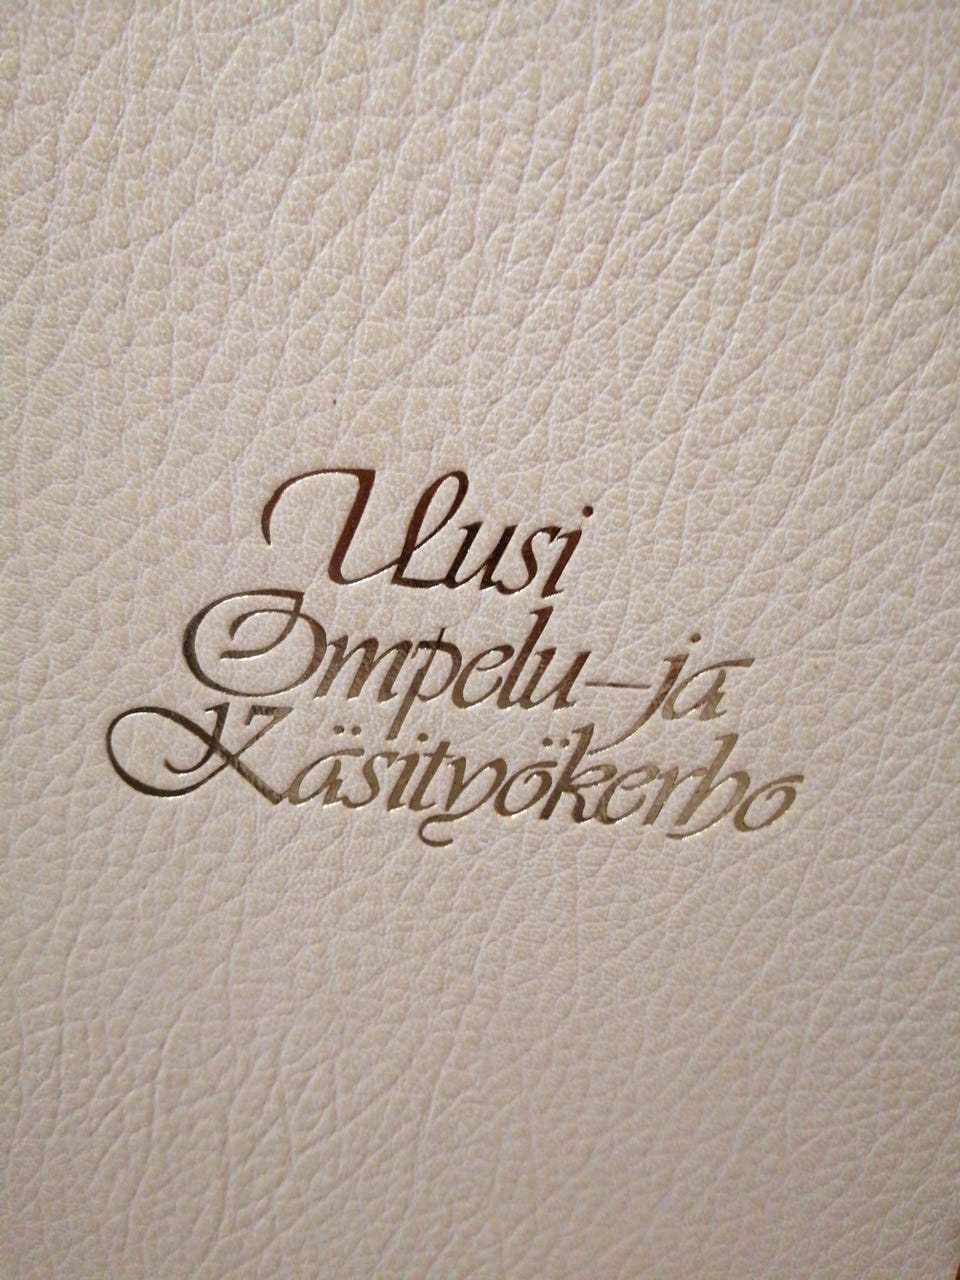 Uusi
Ompelu-ja
Käsityökerho